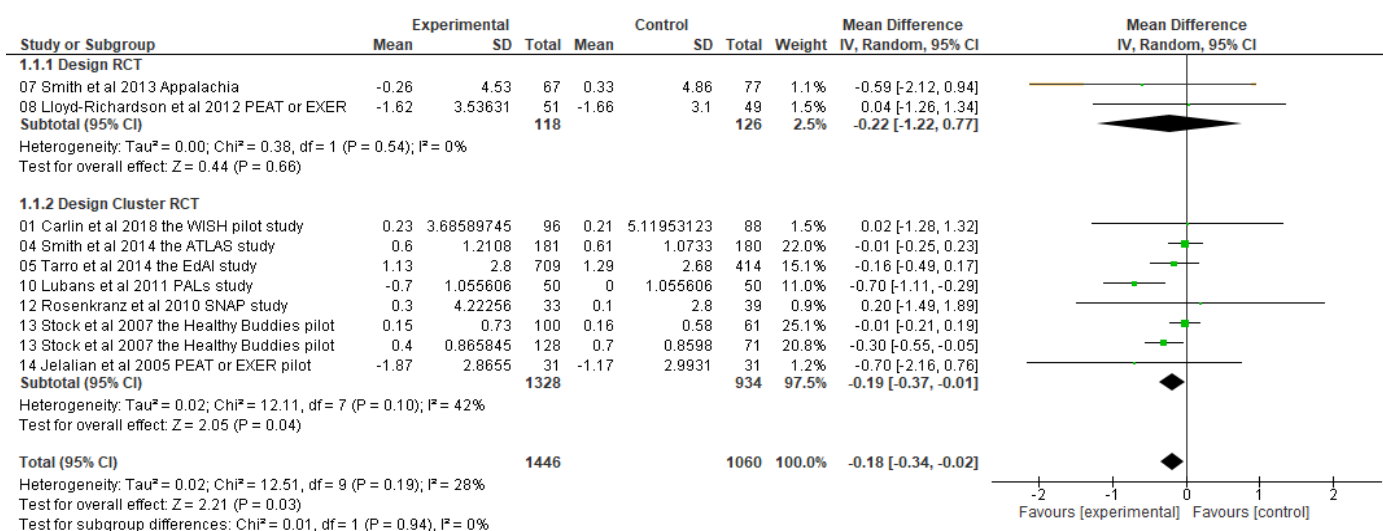 Experimental Control Mean Difference Mean Difference
Study or Subgroup Mean SD Total Mean SD Total Weight IV, Random, 95% CI IV, Random, 95% CI
1.1.1 Design RCT
07 Smith et al 2013 Appalachia -0.26 4.53 67 0.33 4.86 77 1.1% -0.59 [-2.12, 0.94]
08 Lloyd-Richardson et al 2012 PEAT or EXER -1.62 3.53631 51 -1.66 3.1 49 1.5% 0.04 [-1.26, 1.34]
Subtotal (95% CI) 118 126 2.5% -0.22 [-1.22, 0.77]
Heterogeneity: Tau² = 0.00; Chi² = 0.38, df = 1 (P = 0.54); I² = 0%
Test for overall effect: Z = 0.44 (P = 0.66)
1.1.2 Design Cluster RCT
01 Carlin et al 2018 the WISH pilot study 0.23 3.68589745 96 0.21 5.11953123 88 1.5% 0.02 [-1.28, 1.32]
04 Smith et al 2014 the ATLAS study 0.6 1.2108 181 0.61 1.0733 180 22.0% -0.01 [-0.25, 0.23]
05 Tarro et al 2014 the EdAl study 1.13 2.8 709 1.29 2.68 414 15.1% -0.16 [-0.49, 0.17]
10 Lubans et al 2011 PALs study -0.7 1.055606 50 0 1.055606 50 11.0% -0.70 [-1.11, -0.29]
12 Rosenkranz et al 2010 SNAP study 0.3 4.22256 33 0.1 2.8 39 0.9% 0.20 [-1.49, 1.89]
13 Stock et al 2007 the Healthy Buddies pilot 0.15 0.73 100 0.16 0.58 61 25.1% -0.01 [-0.21, 0.19]
13 Stock et al 2007 the Healthy Buddies pilot 0.4 0.865845 128 0.7 0.8598 71 20.8% -0.30 [-0.55, -0.05]
14 Jelalian et al 2005 PEAT or EXER pilot -1.87 2.8655 31 -1.17 2.9931 31 1.2% -0.70 [-2.16, 0.76]
Subtotal (95% CI) 1328 934 97.5% -0.19 [-0.37, -0.01]
Heterogeneity: Tau² = 0.02; Chi² = 12.11, df = 7 (P = 0.10); I² = 42%
Test for overall effect: Z = 2.05 (P = 0.04)
Total (95% CI) 1446 1060 100.0% -0.18 [-0.34, -0.02]
Heterogeneity: Tau² = 0.02; Chi² = 12.51, df = 9 (P = 0.19); I² = 28%
Test for overall effect: Z = 2.21 (P = 0.03)
Test for subgroup differences: Chi² = 0.01, df = 1 (P = 0.94), I² = 0%
-2 -1 0 1 2
Favours [experimental] Favours [control]